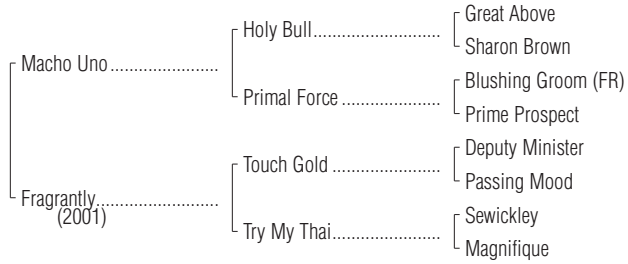 Great Above
Holy Bull
Sharon Brown
Macho Uno
Blushing Groom (FR)
Primal Force
Prime Prospect
Deputy Minister
Touch Gold
Passing Mood
Fragrantly
(2001)
Sewickley
Try My Thai
Magnifique